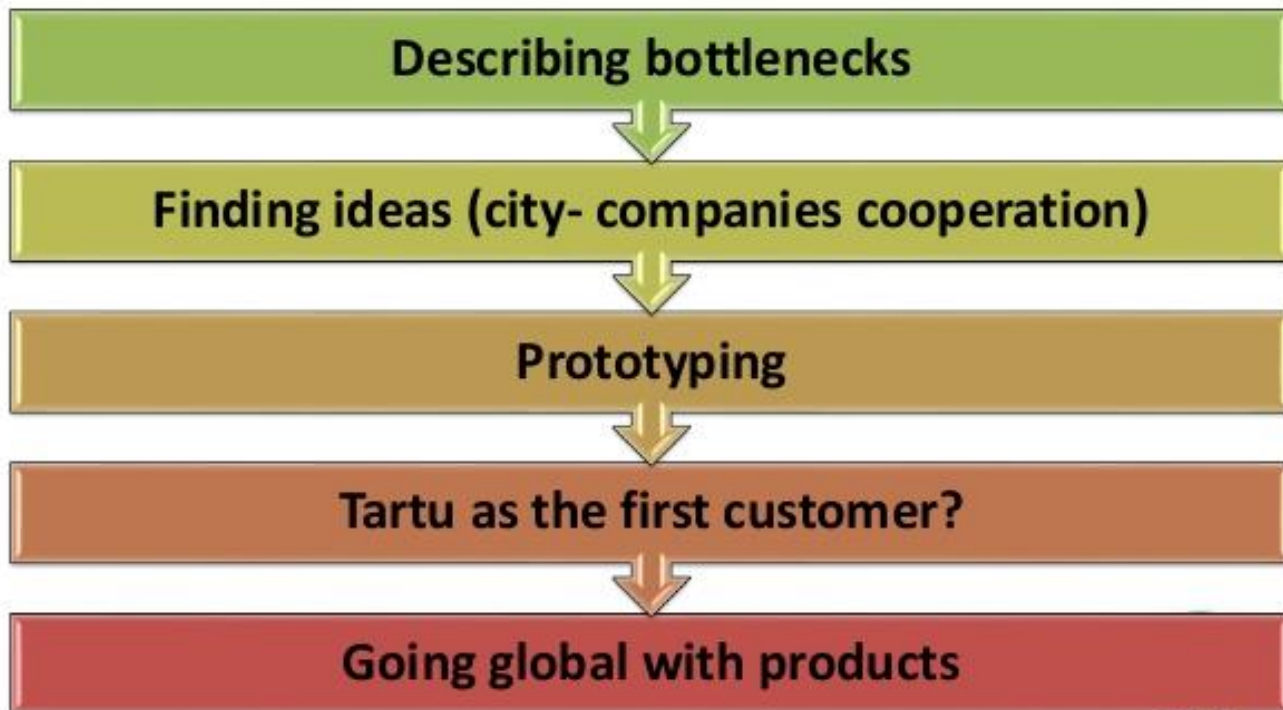 Describing bottlenecks
Finding ideas (city- companies cooperation)
Prototyping
Tartu as the first customer?
Going global with products